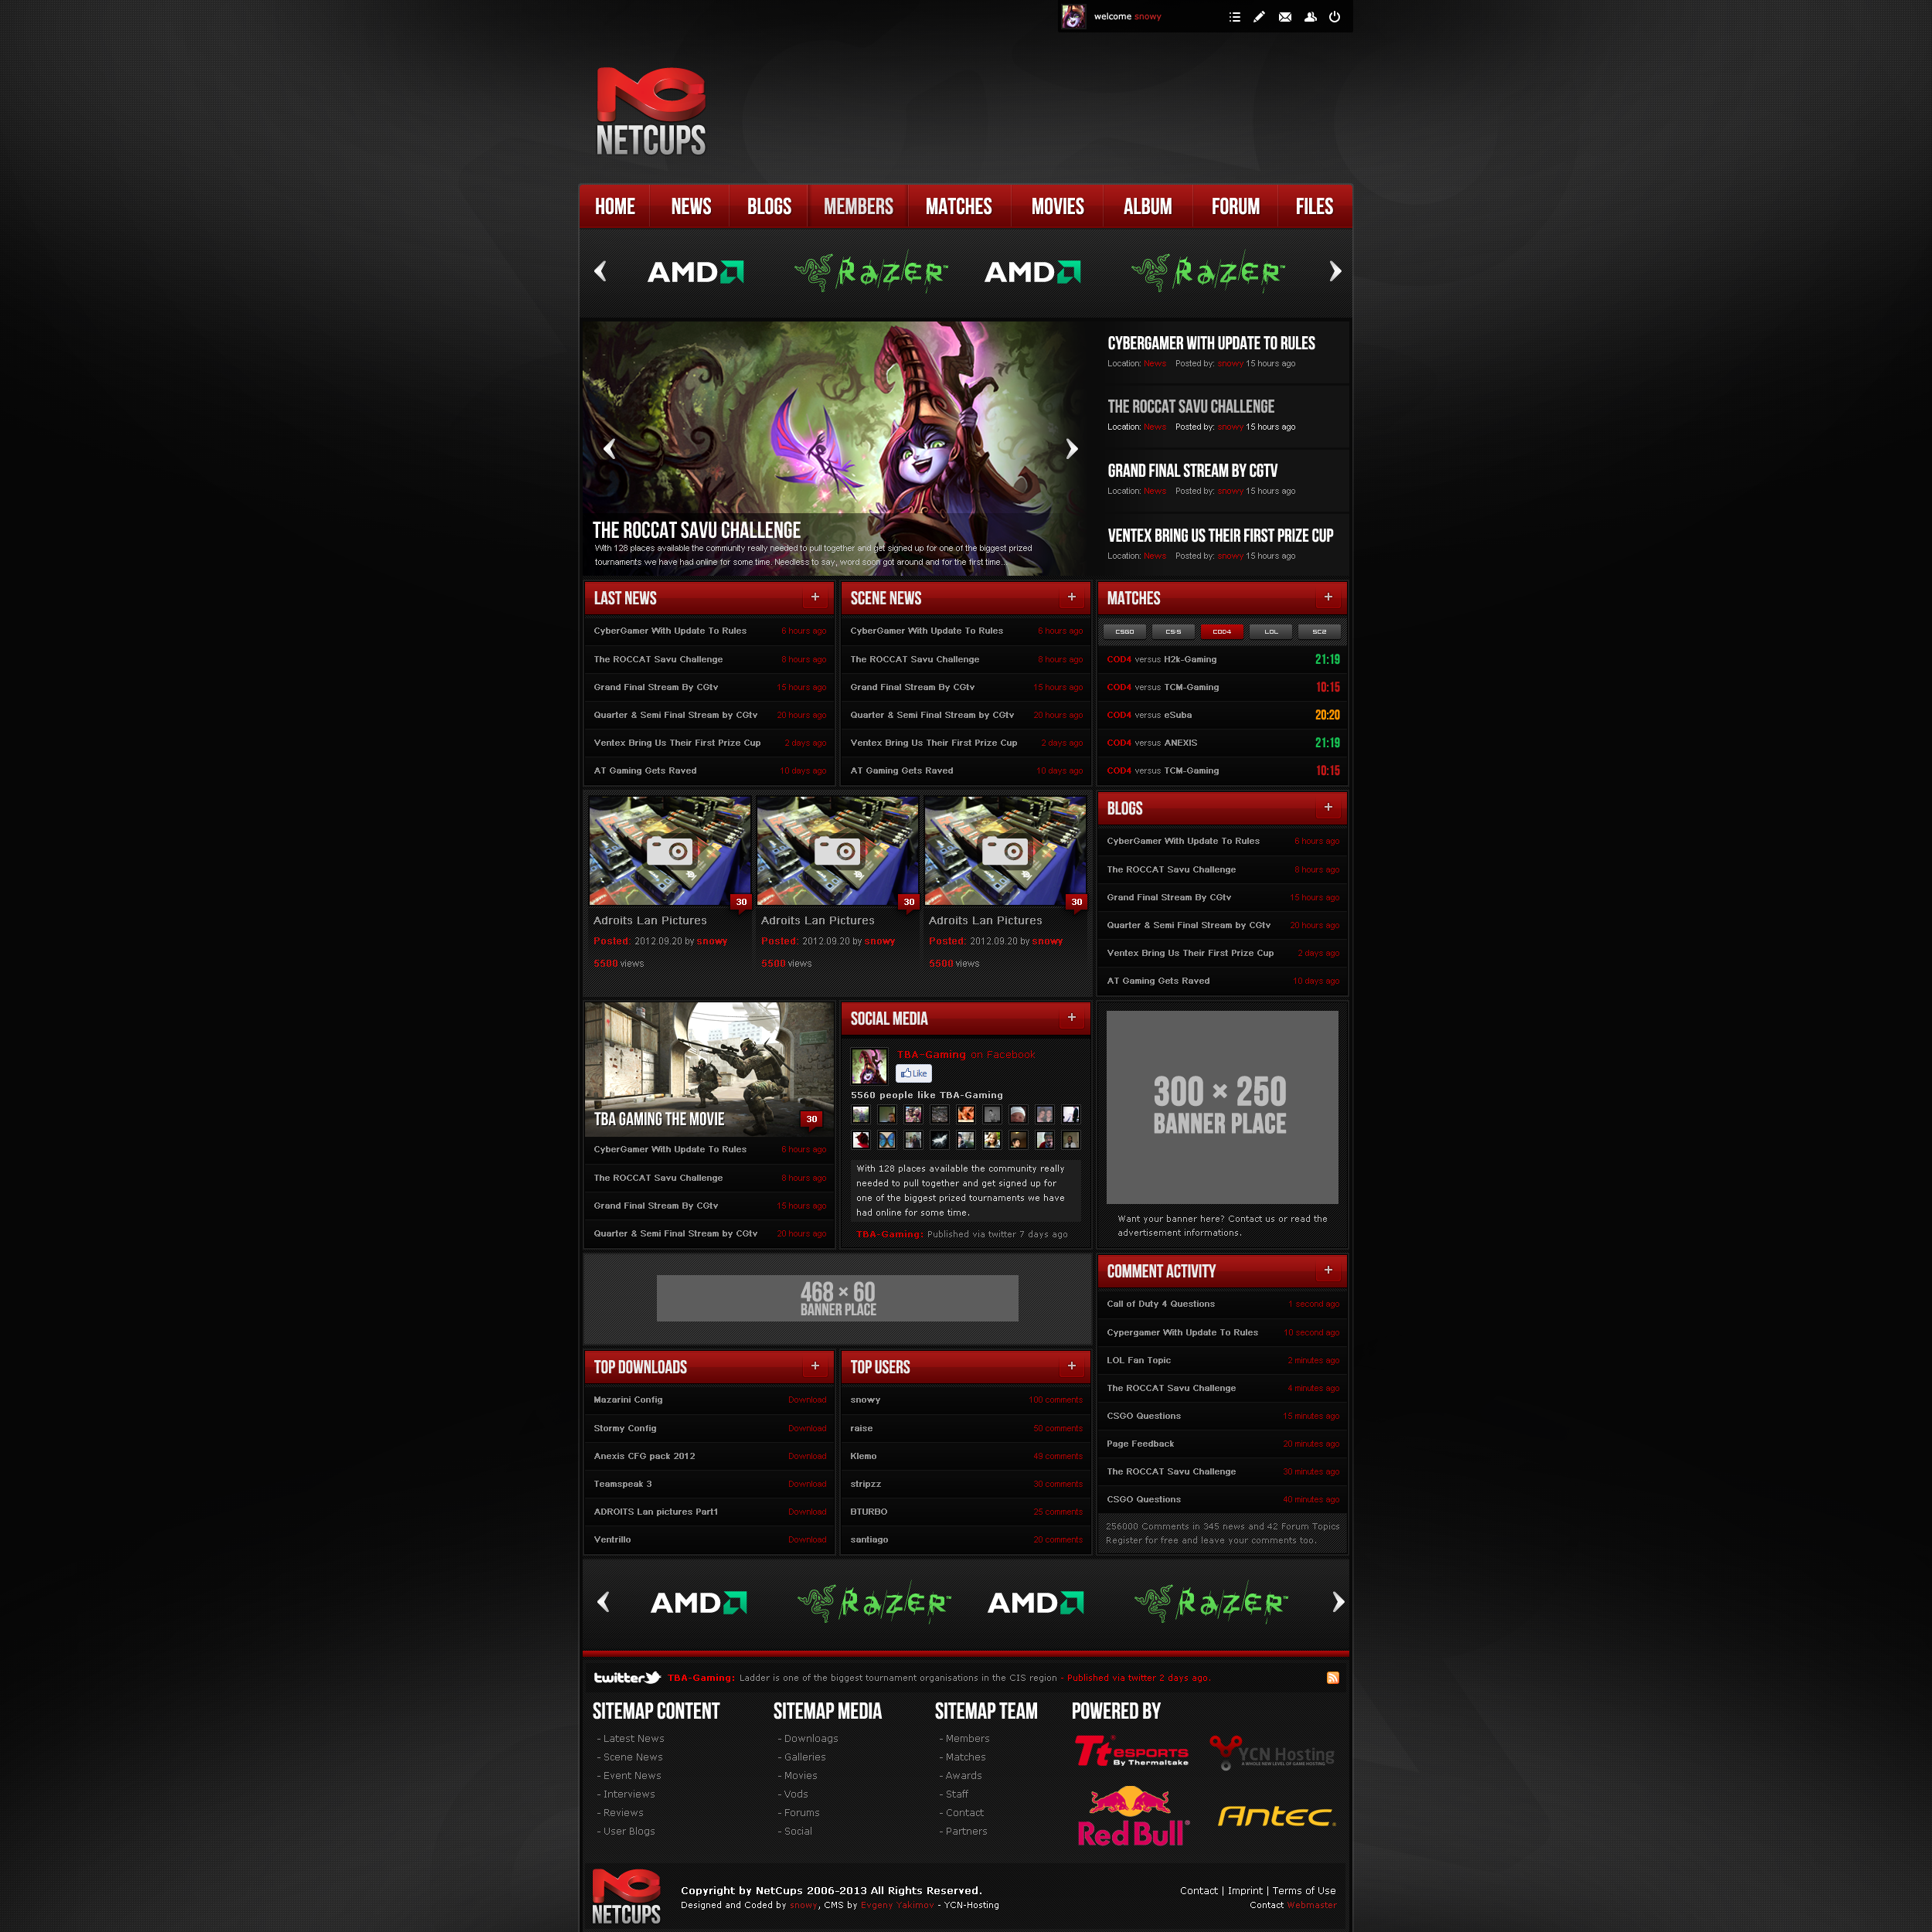 welcome snowy
NETCUPS
HOME NEWS BLOGS MEMBERS MATCHES MOVIES ALBUM FORUM FILES
AMD RAZER™ AMD RAZER™
CYBERGAMER WITH UPDATE TO RULES
Location: News Posted by: snowy 15 hours ago
THE ROCCAT SAVU CHALLENGE
Location: News Posted by: snowy 15 hours ago
GRAND FINAL STREAM BY CGTV
Location: News Posted by: snowy 15 hours ago
VENTEX BRING US THEIR FIRST PRIZE CUP
Location: News Posted by: snowy 15 hours ago
THE ROCCAT SAVU CHALLENGE
With 128 places available the community really needed to pull together and get signed up for one of the biggest prized
tournaments we have had online for some time. Needless to say, word soon got around and for the first time...
LAST NEWS +
CyberGamer With Update To Rules 6 hours ago
The ROCCAT Savu Challenge 8 hours ago
Grand Final Stream By CGtv 15 hours ago
Quarter & Semi Final Stream by CGtv 20 hours ago
Ventex Bring Us Their First Prize Cup 2 days ago
AT Gaming Gets Raved 10 days ago
SCENE NEWS +
CyberGamer With Update To Rules 6 hours ago
The ROCCAT Savu Challenge 8 hours ago
Grand Final Stream By CGtv 15 hours ago
Quarter & Semi Final Stream by CGtv 20 hours ago
Ventex Bring Us Their First Prize Cup 2 days ago
AT Gaming Gets Raved 10 days ago
MATCHES +
CSGO CS:S COD4 LOL SC2
COD4 versus H2k-Gaming 21:19
COD4 versus TCM-Gaming 10:15
COD4 versus eSuba 20:20
COD4 versus ANEXIS 21:19
COD4 versus TCM-Gaming 10:15
30 30 30
Adroits Lan Pictures Adroits Lan Pictures Adroits Lan Pictures
Posted: 2012.09.20 by snowy Posted: 2012.09.20 by snowy Posted: 2012.09.20 by snowy
5500 views 5500 views 5500 views
BLOGS +
CyberGamer With Update To Rules 6 hours ago
The ROCCAT Savu Challenge 8 hours ago
Grand Final Stream By CGtv 15 hours ago
Quarter & Semi Final Stream by CGtv 20 hours ago
Ventex Bring Us Their First Prize Cup 2 days ago
AT Gaming Gets Raved 10 days ago
TBA GAMING THE MOVIE 30
CyberGamer With Update To Rules 6 hours ago
The ROCCAT Savu Challenge 8 hours ago
Grand Final Stream By CGtv 15 hours ago
Quarter & Semi Final Stream by CGtv 20 hours ago
SOCIAL MEDIA +
TBA-Gaming on Facebook
Like
5560 people like TBA-Gaming
With 128 places available the community really
needed to pull together and get signed up for
one of the biggest prized tournaments we have
had online for some time.
TBA-Gaming: Published via twitter 7 days ago
300 × 250
BANNER PLACE
Want your banner here? Contact us or read the
advertisement informations.
468 × 60
BANNER PLACE
COMMENT ACTIVITY +
Call of Duty 4 Questions 1 second ago
Cypergamer With Update To Rules 10 second ago
LOL Fan Topic 2 minutes ago
The ROCCAT Savu Challenge 4 minutes ago
CSGO Questions 15 minutes ago
Page Feedback 20 minutes ago
The ROCCAT Savu Challenge 30 minutes ago
CSGO Questions 40 minutes ago
256000 Comments in 345 news and 42 Forum Topics
Register for free and leave your comments too.
TOP DOWNLOADS +
Mazarini Config Download
Stormy Config Download
Anexis CFG pack 2012 Download
Teamspeak 3 Download
ADROITS Lan pictures Part1 Download
Ventrillo Download
TOP USERS +
snowy 100 comments
raise 50 comments
Klemo 49 comments
stripzz 30 comments
BTURBO 25 comments
santiago 20 comments
AMD RAZER™ AMD RAZER™
twitter TBA-Gaming: Ladder is one of the biggest tournament organisations in the CIS region - Published via twitter 2 days ago.
SITEMAP CONTENT
- Latest News
- Scene News
- Event News
- Interviews
- Reviews
- User Blogs
SITEMAP MEDIA
- Downloags
- Galleries
- Movies
- Vods
- Forums
- Social
SITEMAP TEAM
- Members
- Matches
- Awards
- Staff
- Contact
- Partners
POWERED BY
Tt eSPORTS
By Thermaltake
YCN Hosting
A WHOLE NEW LEVEL OF GAME HOSTING
Red Bull
Antec
NETCUPS
Copyright by NetCups 2006-2013 All Rights Reserved.
Designed and Coded by snowy, CMS by Evgeny Yakimov - YCN-Hosting
Contact | Imprint | Terms of Use
Contact Webmaster